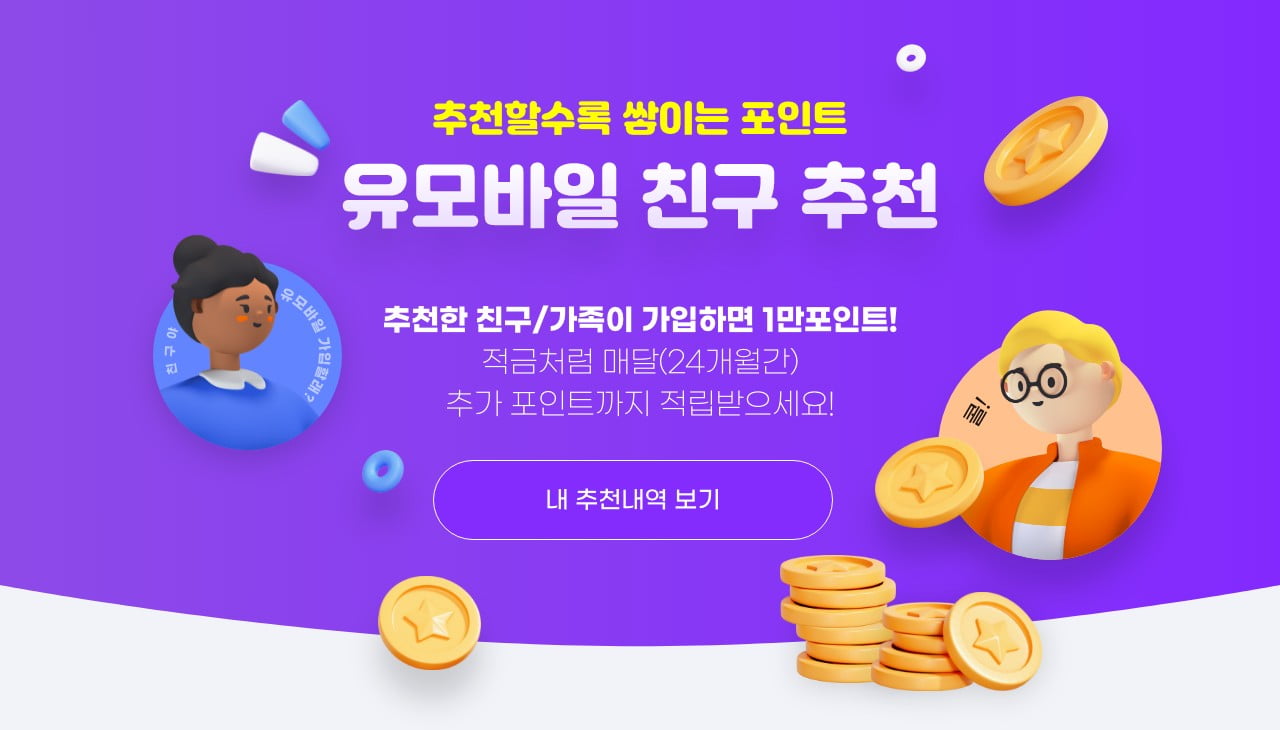 추천할수록 쌓이는 포인트
유모바일 친구 추천
친구야
유모바일 가입할래?
추천한 친구/가족이 가입하면 1만포인트!
적금처럼 매달(24개월간)
추가 포인트까지 적립받으세요!
콜!
내 추천내역 보기